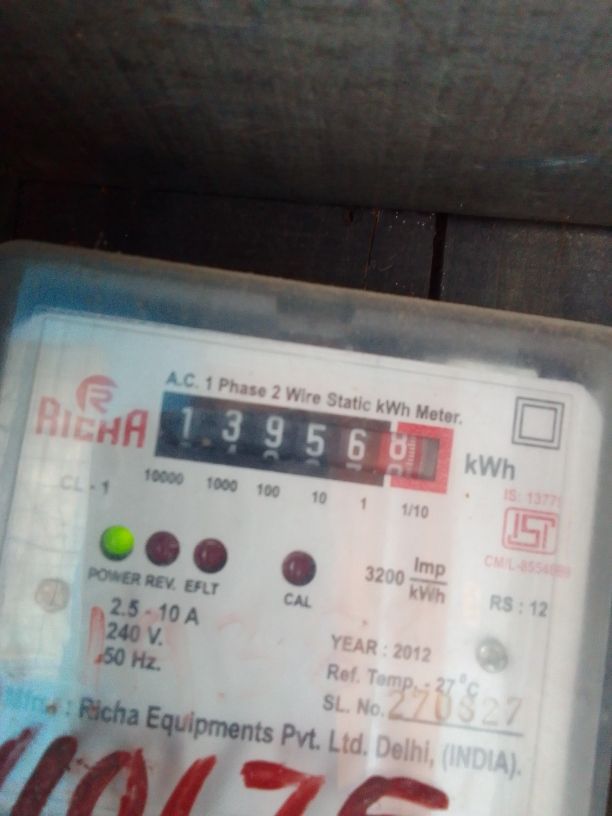 A.C. 1 Phase 2 Wire Static kWh Meter.
RICHA
1 3 9 5 6 8
kWh
CL - 1
10000 1000 100 10 1 1/10
IS: 13779
ISI
POWER REV. EFLT
CAL
3200 Imp/kWh
RS : 12
2.5 - 10 A
240 V.
50 Hz.
YEAR : 2012
Ref. Temp. - 27°C
SL. No.
Richa Equipments Pvt. Ltd. Delhi, (INDIA).